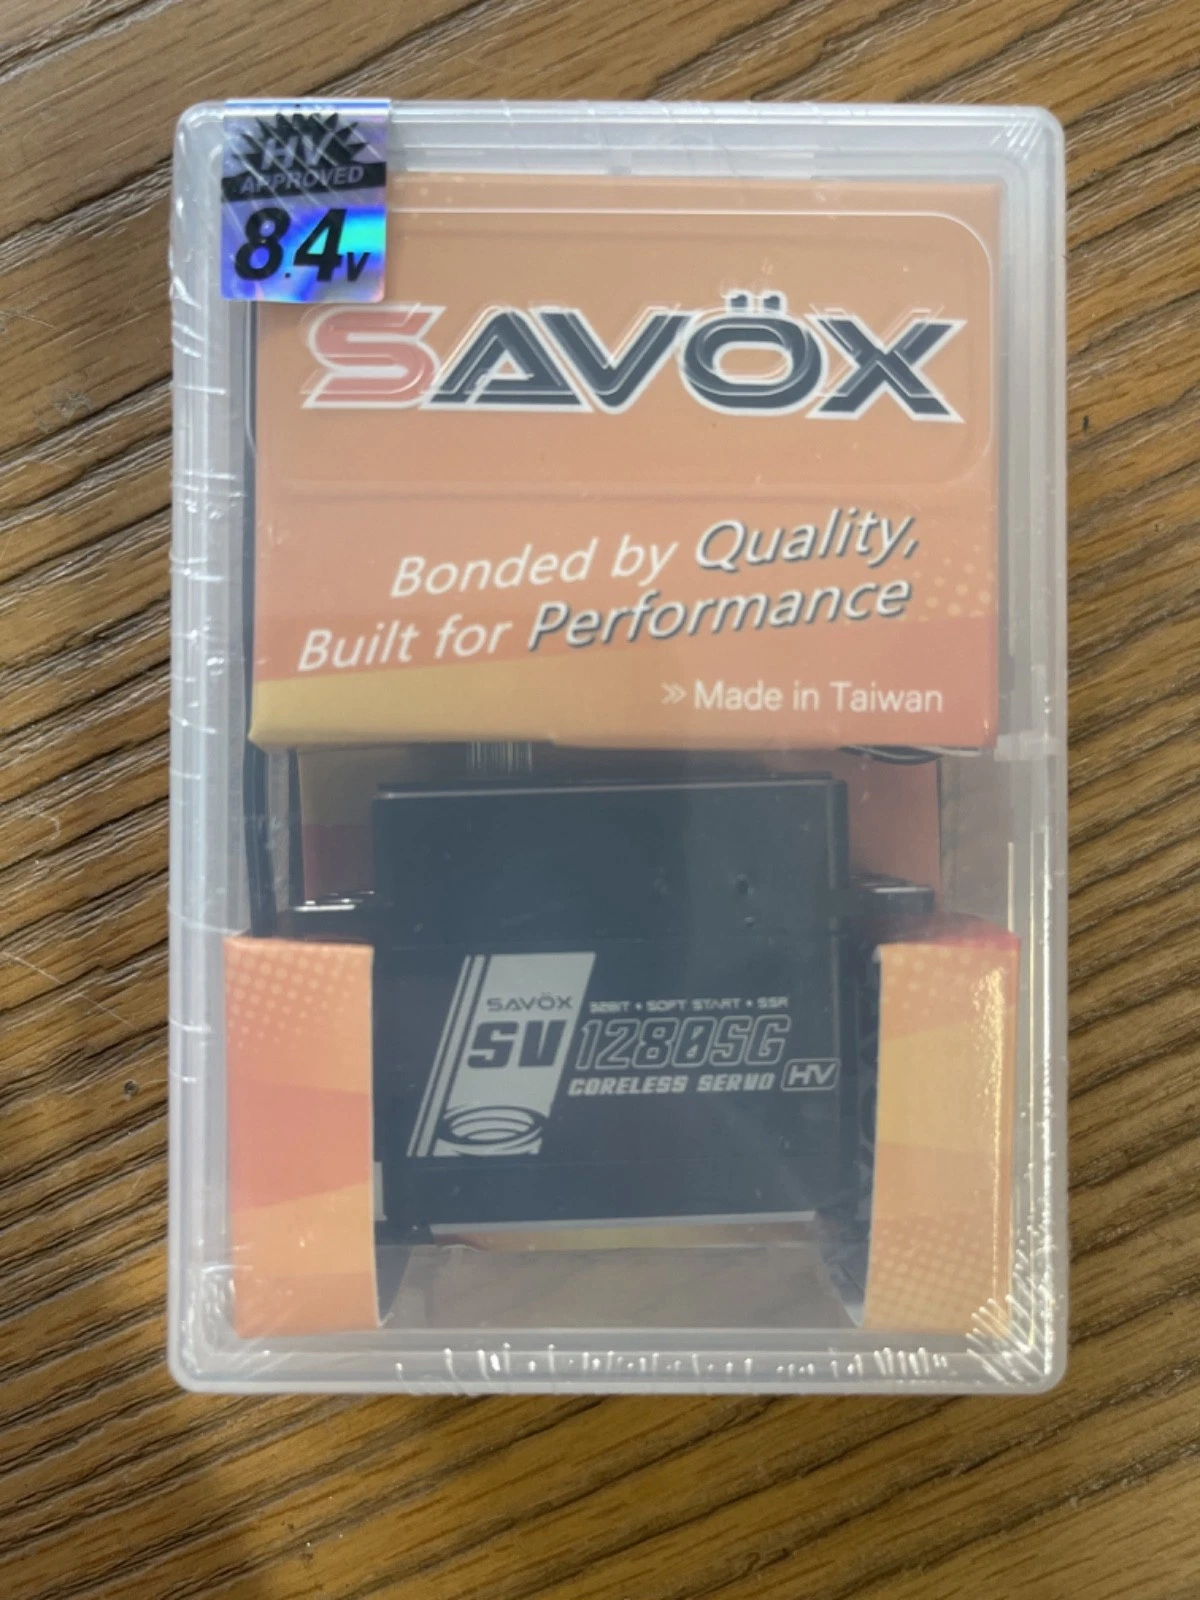 HV
APPROVED
8.4V
SAVÖX
Bonded by Quality,
Built for Performance
» Made in Taiwan
SAVÖX
32BIT + SOFT START + SSR
SV 1280SG
CORELESS SERVO HV